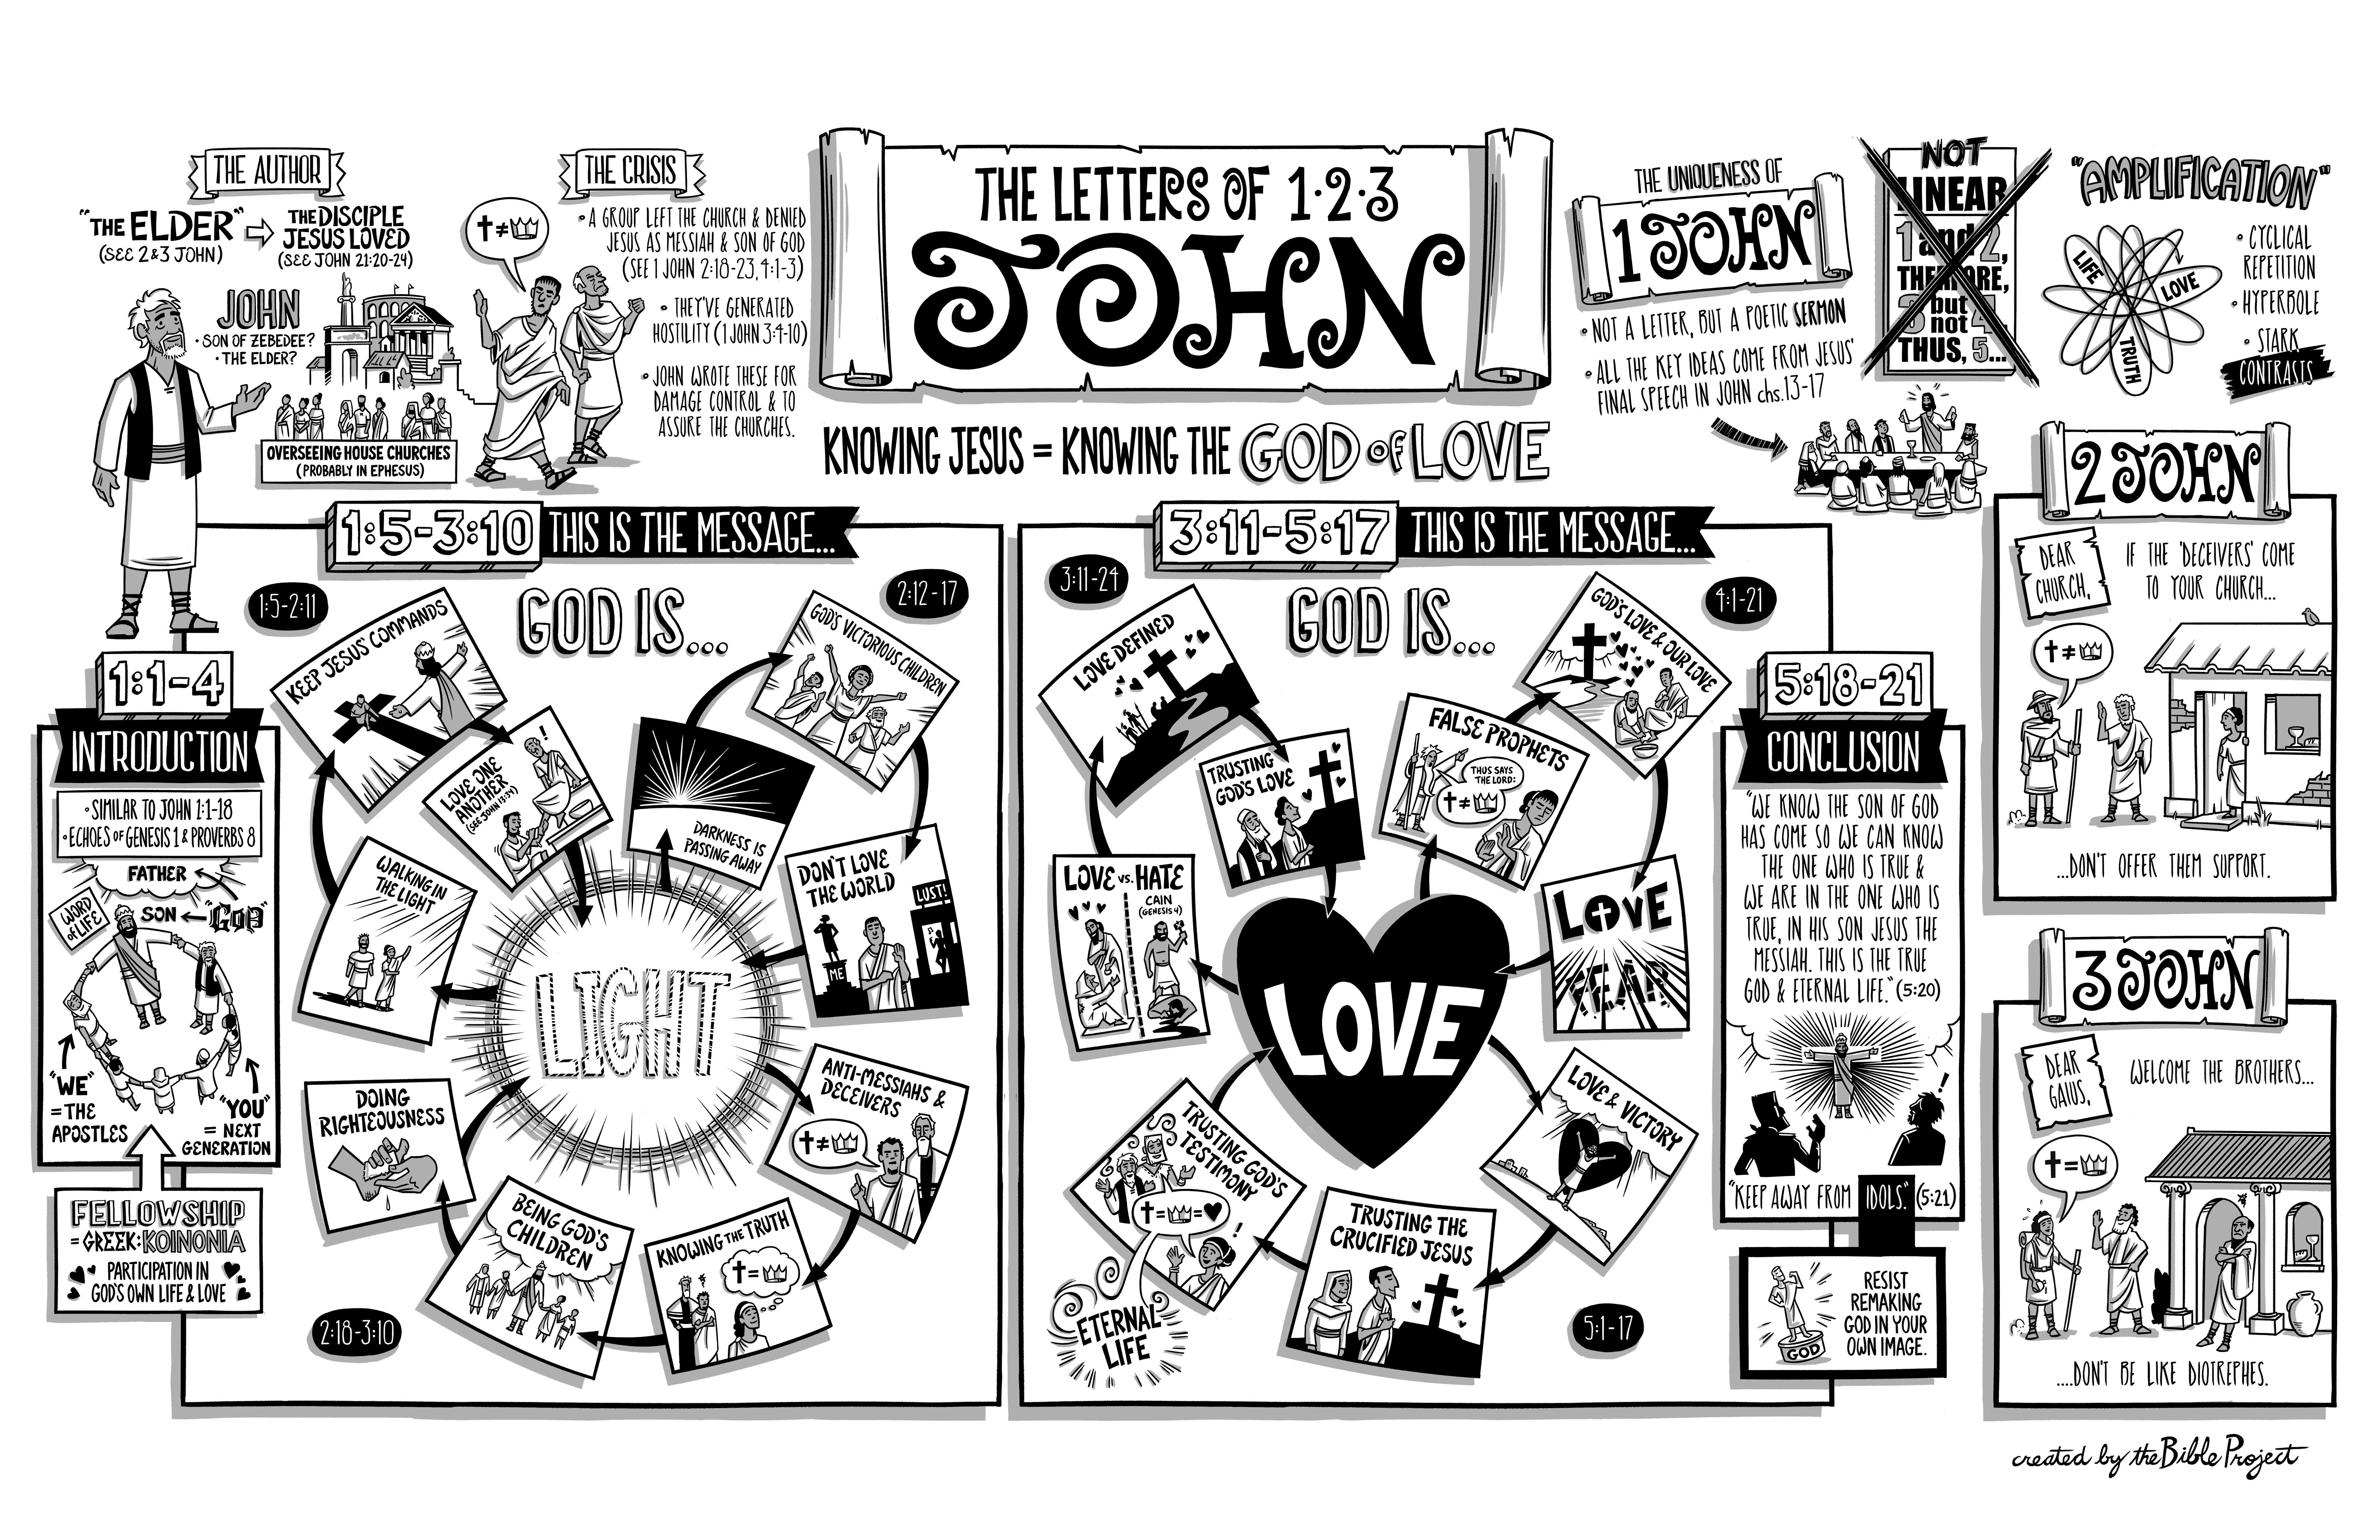 THE LETTERS OF 1·2·3
JOHN
KNOWING JESUS = KNOWING THE GOD of LOVE
THE AUTHOR
"THE ELDER"
(SEE 2 & 3 JOHN)
THE DISCIPLE
JESUS LOVED
(SEE JOHN 21:20-24)
JOHN
• SON OF ZEBEDEE?
• THE ELDER?
OVERSEEING HOUSE CHURCHES
(PROBABLY IN EPHESUS)
THE CRISIS
≠
• A GROUP LEFT THE CHURCH & DENIED
JESUS AS MESSIAH & SON OF GOD
(SEE 1 JOHN 2:18-23, 4:1-3)
• THEY'VE GENERATED
HOSTILITY (1 JOHN 3:4-10)
• JOHN WROTE THESE FOR
DAMAGE CONTROL & TO
ASSURE THE CHURCHES.
THE UNIQUENESS OF
1 JOHN
• NOT A LETTER, BUT A POETIC SERMON
• ALL THE KEY IDEAS COME FROM JESUS'
FINAL SPEECH IN JOHN chs. 13-17
NOT
LINEAR
1 and 2,
THEREFORE,
3 but
not 4.
THUS, 5...
"AMPLIFICATION"
LIFE
LOVE
TRUTH
• CYCLICAL
REPETITION
• HYPERBOLE
• STARK
CONTRASTS
1:1-4
INTRODUCTION
• SIMILAR TO JOHN 1:1-18
• ECHOES OF GENESIS 1 & PROVERBS 8
FATHER
WORD
of LIFE
SON
"GOD"
"WE"
= THE
APOSTLES
"YOU"
= NEXT
GENERATION
FELLOWSHIP
= GREEK: KOINONIA
PARTICIPATION IN
GOD'S OWN LIFE & LOVE
1:5-3:10 THIS IS THE MESSAGE...
GOD IS...
LIGHT
1:5-2:11
WALKING IN
THE LIGHT
KEEP JESUS' COMMANDS
LOVE ONE
ANOTHER
(SEE JOHN 13:34)
!
2:12-17
DARKNESS IS
PASSING AWAY
GOD'S VICTORIOUS CHILDREN
DON'T LOVE
THE WORLD
LUST!
ME
2:18-3:10
ANTI-MESSIAHS &
DECEIVERS
≠
KNOWING THE TRUTH
=
BEING GOD'S
CHILDREN
DOING
RIGHTEOUSNESS
3:11-5:17 THIS IS THE MESSAGE...
GOD IS...
LOVE
3:11-24
LOVE VS. HATE
CAIN
(GENESIS 4)
LOVE DEFINED
TRUSTING
GOD'S LOVE
4:1-21
FALSE PROPHETS
THUS SAYS
THE LORD:
≠
GOD'S LOVE & OUR LOVE
LOVE
FEAR
5:1-17
LOVE & VICTORY
TRUSTING THE
CRUCIFIED JESUS
TRUSTING GOD'S
TESTIMONY
= =
!
ETERNAL
LIFE
5:18-21
CONCLUSION
"WE KNOW THE SON OF GOD
HAS COME SO WE CAN KNOW
THE ONE WHO IS TRUE &
WE ARE IN THE ONE WHO IS
TRUE, IN HIS SON JESUS THE
MESSIAH. THIS IS THE TRUE
GOD & ETERNAL LIFE." (5:20)
!
"KEEP AWAY FROM IDOLS." (5:21)
GOD
RESIST
REMAKING
GOD IN YOUR
OWN IMAGE.
2 JOHN
DEAR
CHURCH,
IF THE 'DECEIVERS' COME
TO YOUR CHURCH...
≠
...DON'T OFFER THEM SUPPORT.
3 JOHN
DEAR
GAIUS,
WELCOME THE BROTHERS...
=
....DON'T BE LIKE DIOTREPHES.
created by the Bible Project